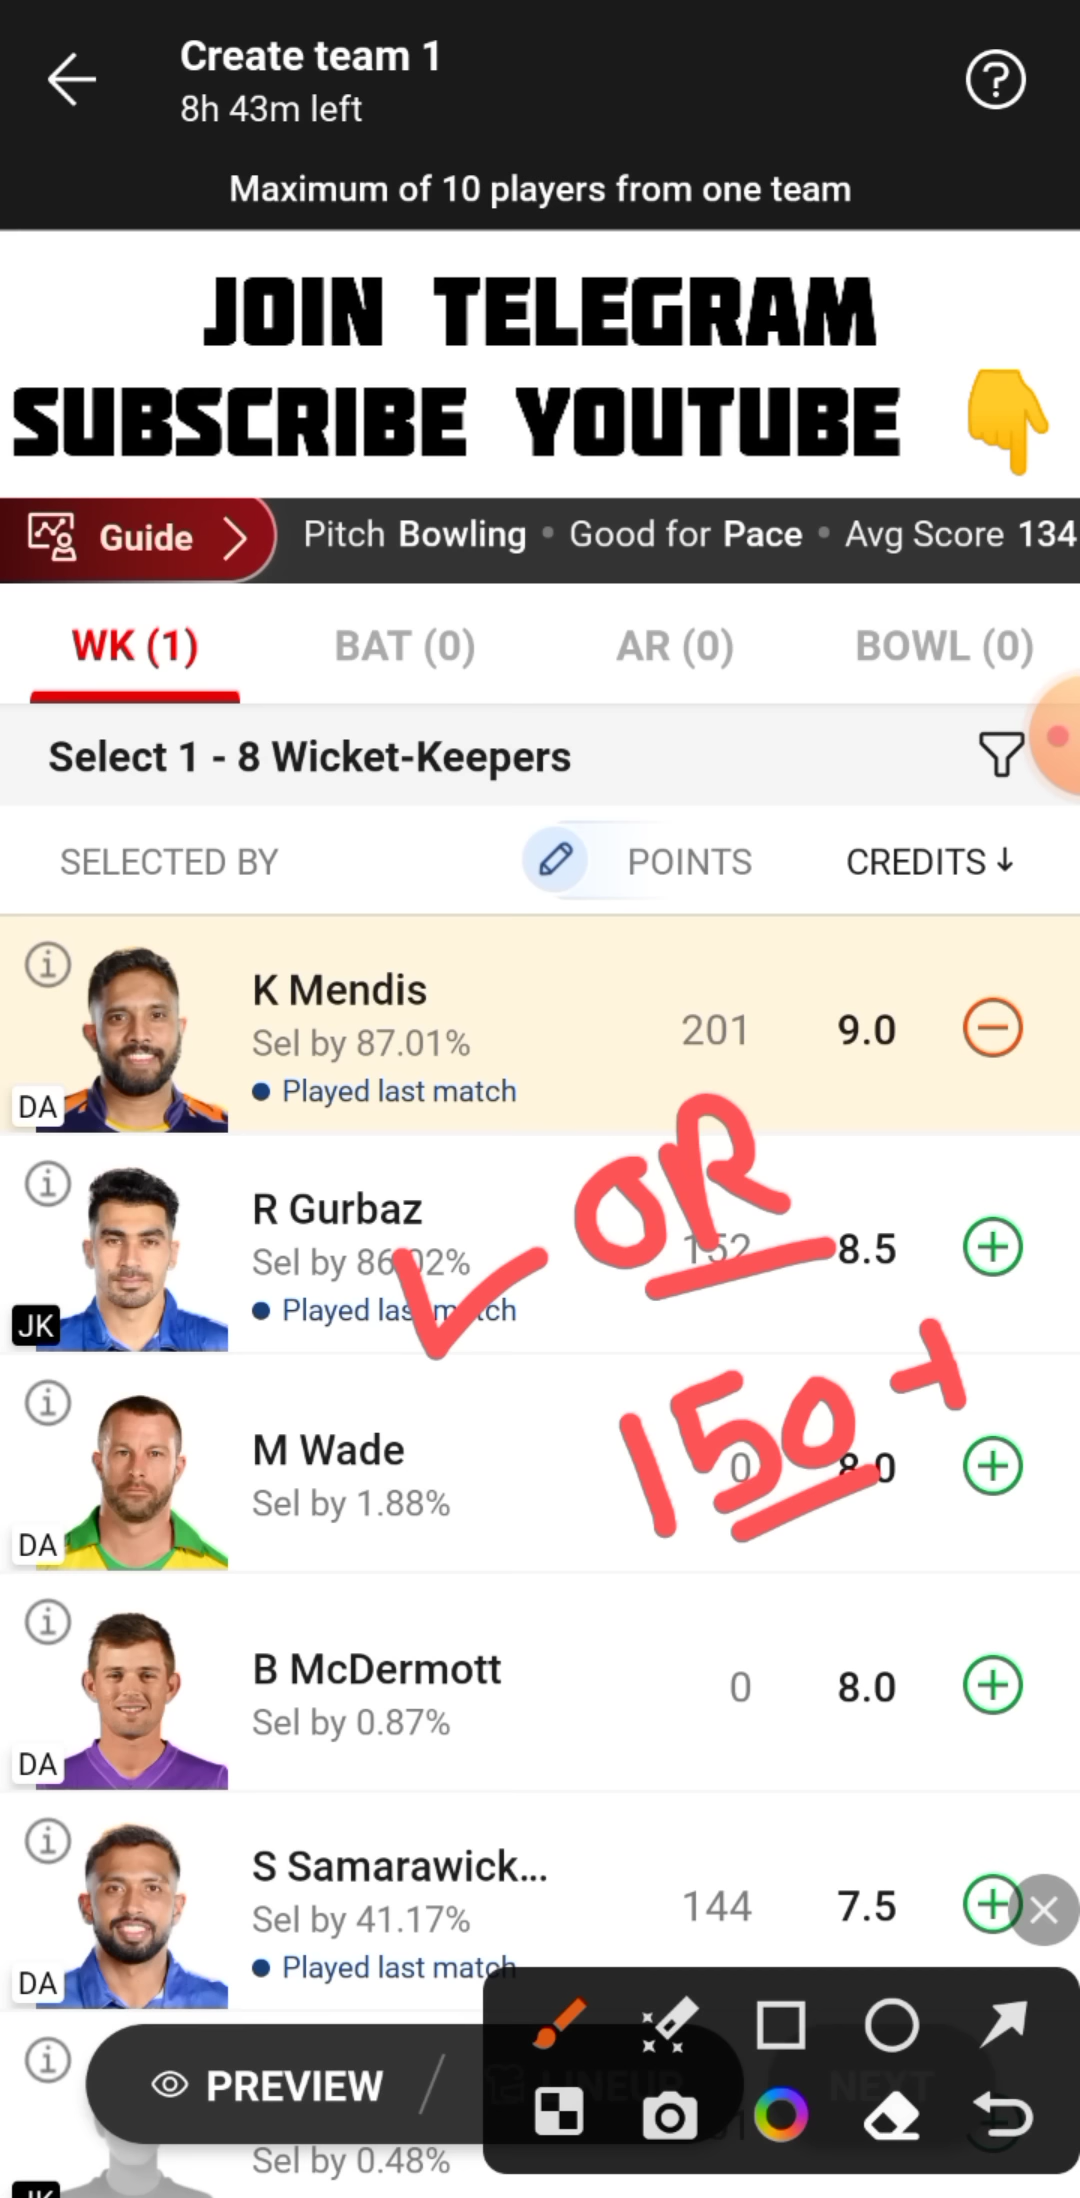 Create team 1
8h 43m left
Maximum of 10 players from one team
JOIN TELEGRAM
SUBSCRIBE YOUTUBE 👇
Guide Pitch Bowling • Good for Pace • Avg Score 134
WK (1) BAT (0) AR (0) BOWL (0)
Select 1 - 8 Wicket-Keepers
SELECTED BY POINTS CREDITS ↓
K Mendis
Sel by 87.01% 201 9.0
• Played last match
DA
OR
R Gurbaz
Sel by 86.02% 152 8.5
• Played last match
JK
150+
M Wade
Sel by 1.88% 0 8.0
DA
B McDermott
Sel by 0.87% 0 8.0
DA
S Samarawick...
Sel by 41.17% 144 7.5
• Played last match
DA
PREVIEW / LINEUP NEXT
Sel by 0.48%
JK